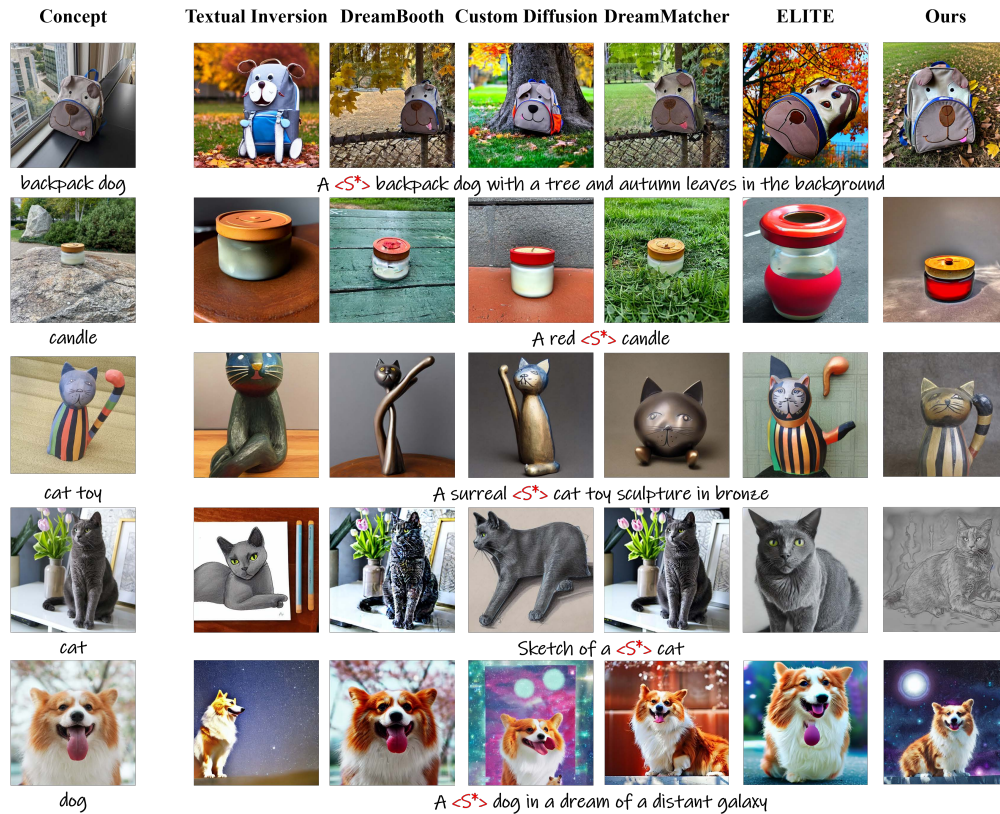 Concept Textual Inversion DreamBooth Custom Diffusion DreamMatcher ELITE Ours
backpack dog A <S*> backpack dog with a tree and autumn leaves in the background
candle A red <S*> candle
cat toy A surreal <S*> cat toy sculpture in bronze
cat Sketch of a <S*> cat
dog A <S*> dog in a dream of a distant galaxy